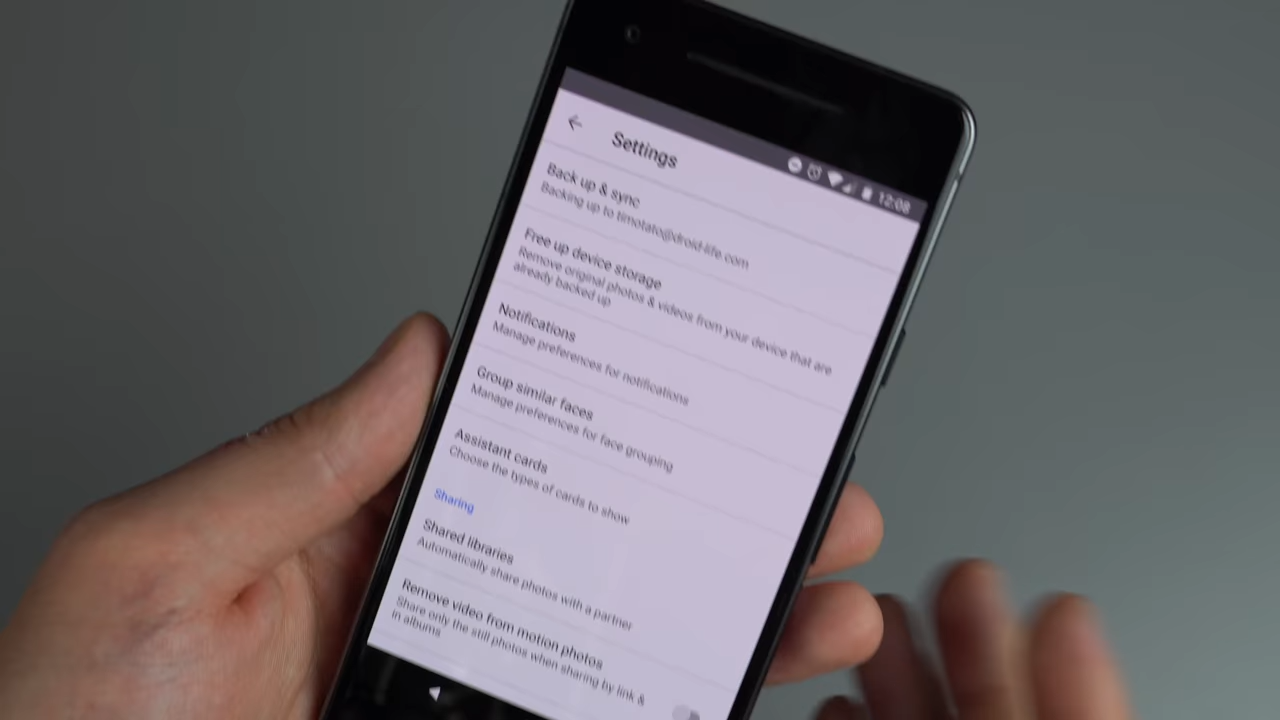 12:08
Settings
Back up & sync
Backing up to timotato@droid-life.com
Free up device storage
Remove original photos & videos from your device that are
already backed up
Notifications
Manage preferences for notifications
Group similar faces
Manage preferences for face grouping
Assistant cards
Choose the types of cards to show
Sharing
Shared libraries
Automatically share photos with a partner
Remove video from motion photos
Share only the still photos when sharing by link &
in albums